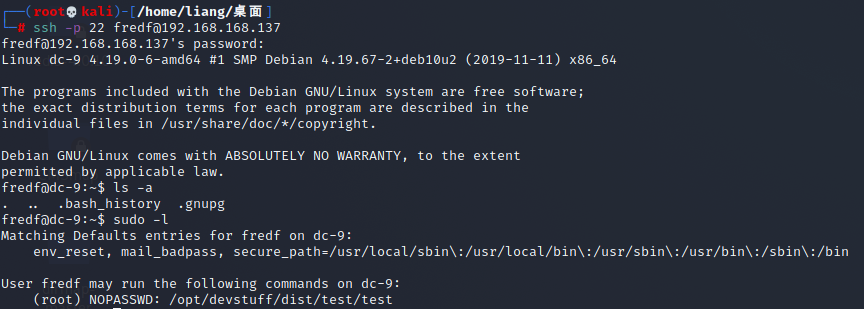 ┌──(root💀kali)-[/home/liang/桌面]
└─# ssh -p 22 fredf@192.168.168.137
fredf@192.168.168.137's password:
Linux dc-9 4.19.0-6-amd64 #1 SMP Debian 4.19.67-2+deb10u2 (2019-11-11) x86_64

The programs included with the Debian GNU/Linux system are free software;
the exact distribution terms for each program are described in the
individual files in /usr/share/doc/*/copyright.

Debian GNU/Linux comes with ABSOLUTELY NO WARRANTY, to the extent
permitted by applicable law.
fredf@dc-9:~$ ls -a
.  ..  .bash_history  .gnupg
fredf@dc-9:~$ sudo -l
Matching Defaults entries for fredf on dc-9:
    env_reset, mail_badpass, secure_path=/usr/local/sbin\:/usr/local/bin\:/usr/sbin\:/usr/bin\:/sbin\:/bin

User fredf may run the following commands on dc-9:
    (root) NOPASSWD: /opt/devstuff/dist/test/test